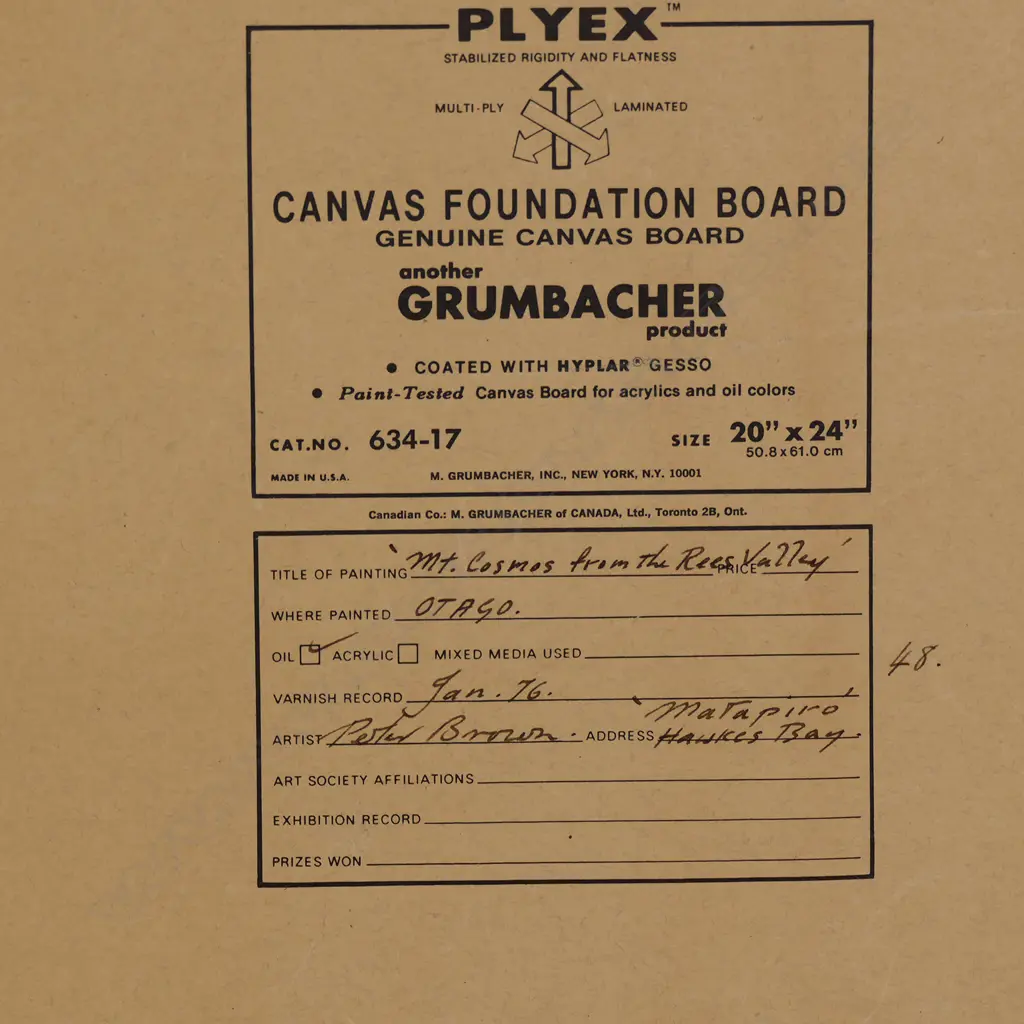 PLYEX™
STABILIZED RIGIDITY AND FLATNESS
MULTI-PLY LAMINATED
CANVAS FOUNDATION BOARD
GENUINE CANVAS BOARD
another
GRUMBACHER
product
• COATED WITH HYPLAR® GESSO
• Paint-Tested Canvas Board for acrylics and oil colors
CAT.NO. 634-17 SIZE 20” x 24”
50.8 x 61.0 cm
MADE IN U.S.A. M. GRUMBACHER, INC., NEW YORK, N.Y. 10001
Canadian Co.: M. GRUMBACHER of CANADA, Ltd., Toronto 2B, Ont.
TITLE OF PAINTING 'Mt. Cosmos from the Rees Valley' PRICE
WHERE PAINTED OTAGO.
OIL ACRYLIC MIXED MEDIA USED
48.
VARNISH RECORD Jan. 76.
'Matapiro'
ARTIST Peter Brown. ADDRESS Hawkes Bay.
ART SOCIETY AFFILIATIONS
EXHIBITION RECORD
PRIZES WON